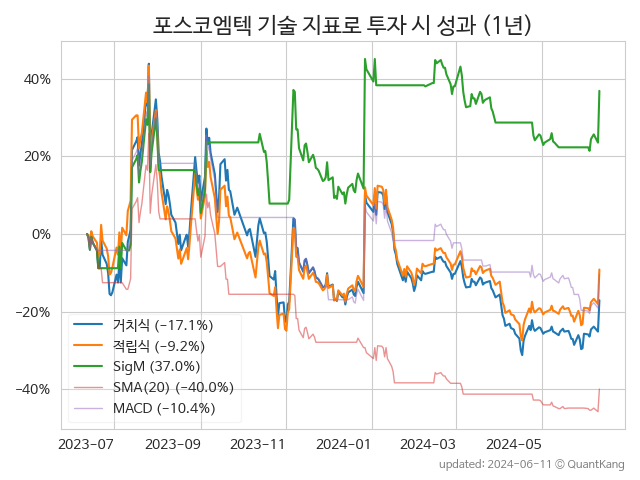 포스코엠텍 기술 지표로 투자 시 성과 (1년)
40%
20%
0%
−20%
−40%
거치식 (−17.1%)
적립식 (−9.2%)
SigM (37.0%)
SMA(20) (−40.0%)
MACD (−10.4%)
2023−07 2023−09 2023−11 2024−01 2024−03 2024−05
updated: 2024−06−11 © QuantKang